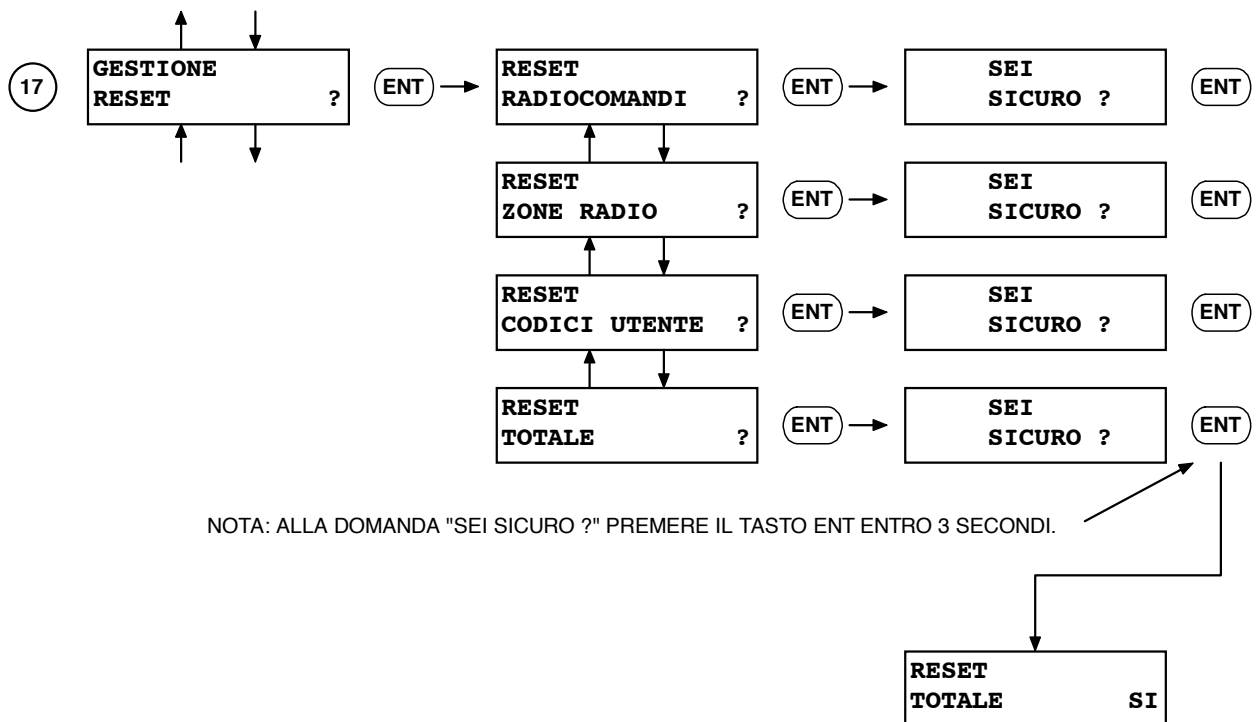 17
GESTIONE
RESET ?
ENT
RESET
RADIOCOMANDI ?
ENT
SEI
SICURO ?
ENT
RESET
ZONE RADIO ?
ENT
SEI
SICURO ?
ENT
RESET
CODICI UTENTE ?
ENT
SEI
SICURO ?
ENT
RESET
TOTALE ?
ENT
SEI
SICURO ?
ENT
NOTA: ALLA DOMANDA "SEI SICURO ?" PREMERE IL TASTO ENT ENTRO 3 SECONDI.
RESET
TOTALE SI